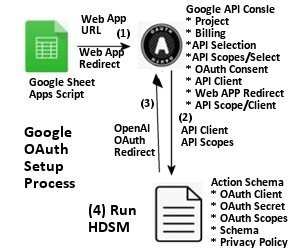 Web App
URL
(1)
Web App
Redirect
Google Sheet
Apps Script
A
Google API Consle
* Project
* Billing
* API Selection
* API Scopes/Select
* OAuth Consent
* API Client
* Web APP Redirect
* API Scope/Client
(3)
OpenAI
OAuth
Redirect
(2)
API Client
API Scopes
Google
OAuth
Setup
Process
(4) Run
HDSM
Action Schema
* OAuth Client
* OAuth Secret
* OAuth Scopes
* Schema
* Privacy Policy